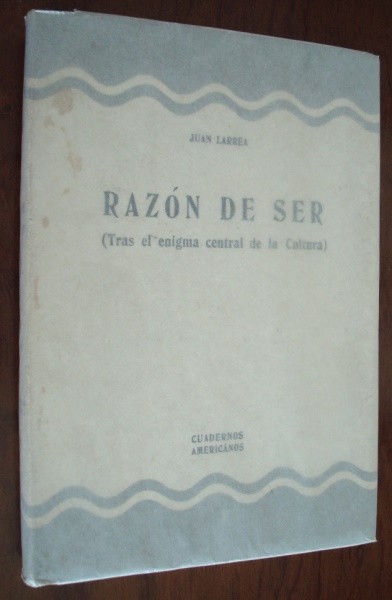 JUAN LARREA
RAZÓN DE SER
(Tras el enigma central de la Cultura)
CUADERNOS
AMERICANOS